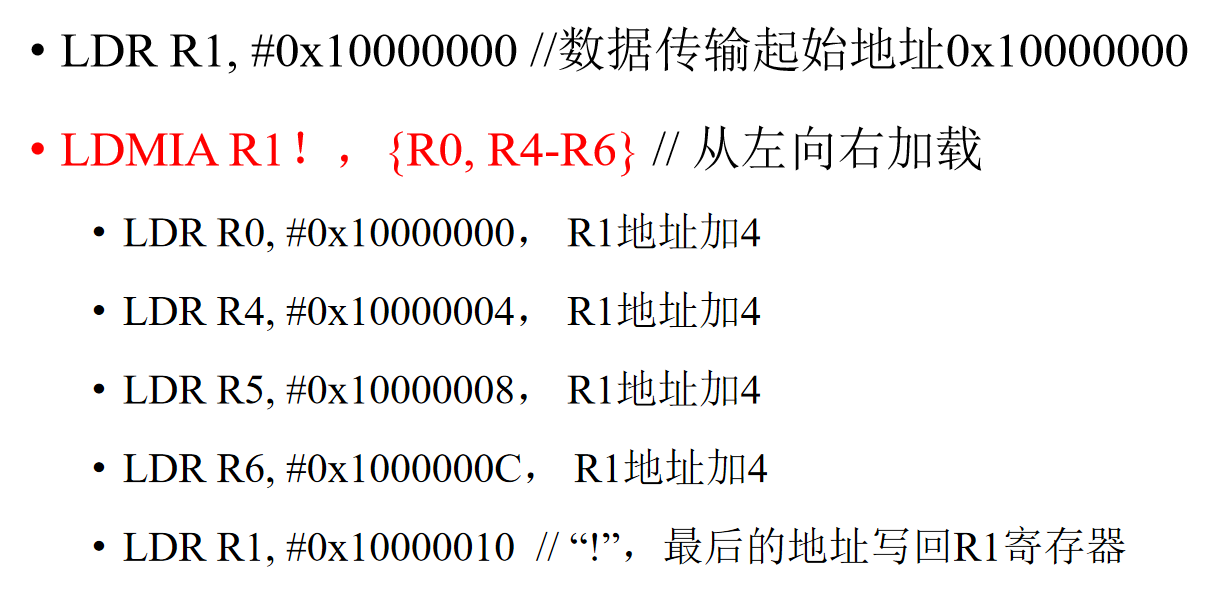 • LDR R1, #0x10000000 //数据传输起始地址0x10000000
• LDMIA R1！，{R0, R4-R6} // 从左向右加载
• LDR R0, #0x10000000， R1地址加4
• LDR R4, #0x10000004， R1地址加4
• LDR R5, #0x10000008， R1地址加4
• LDR R6, #0x1000000C， R1地址加4
• LDR R1, #0x10000010 // “!”，最后的地址写回R1寄存器